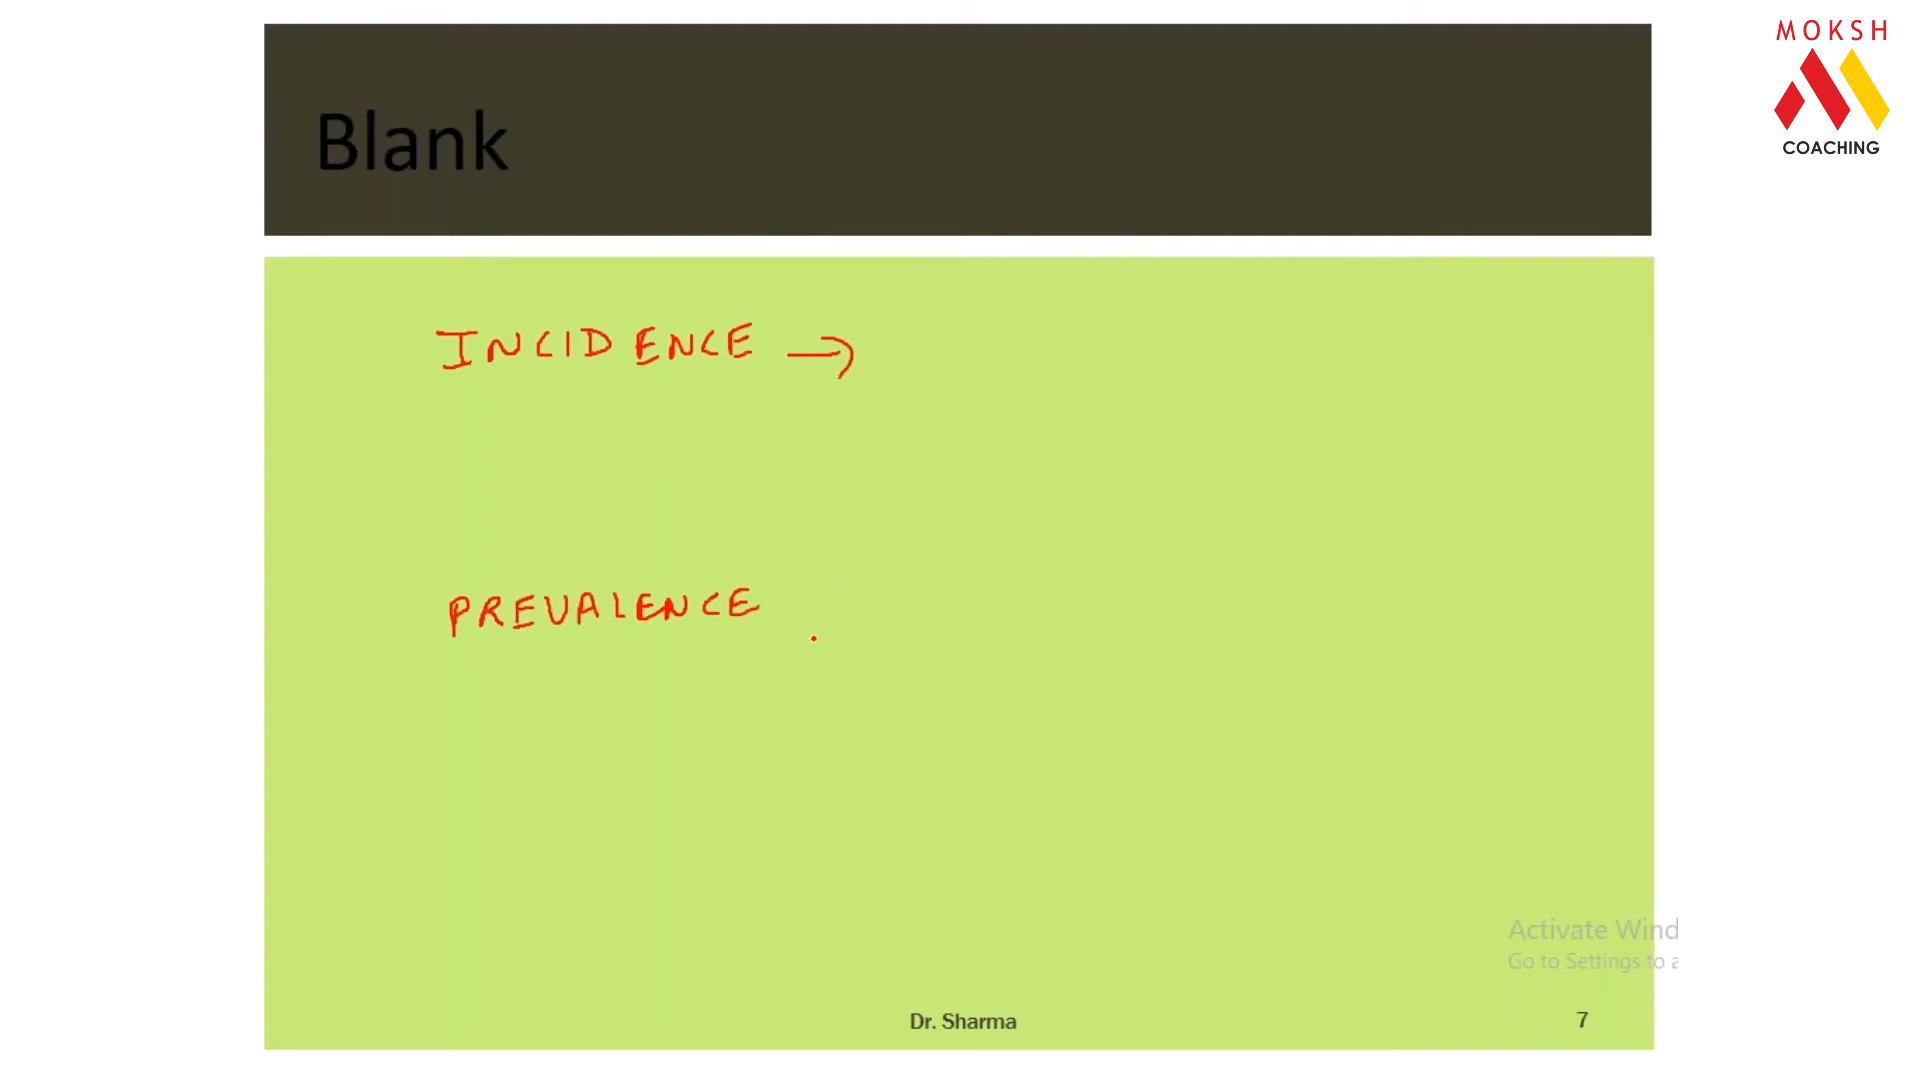 MOKSH
COACHING
Blank
INCIDENCE →
PREVALENCE
Activate Wind
Go to Settings to a
Dr. Sharma
7